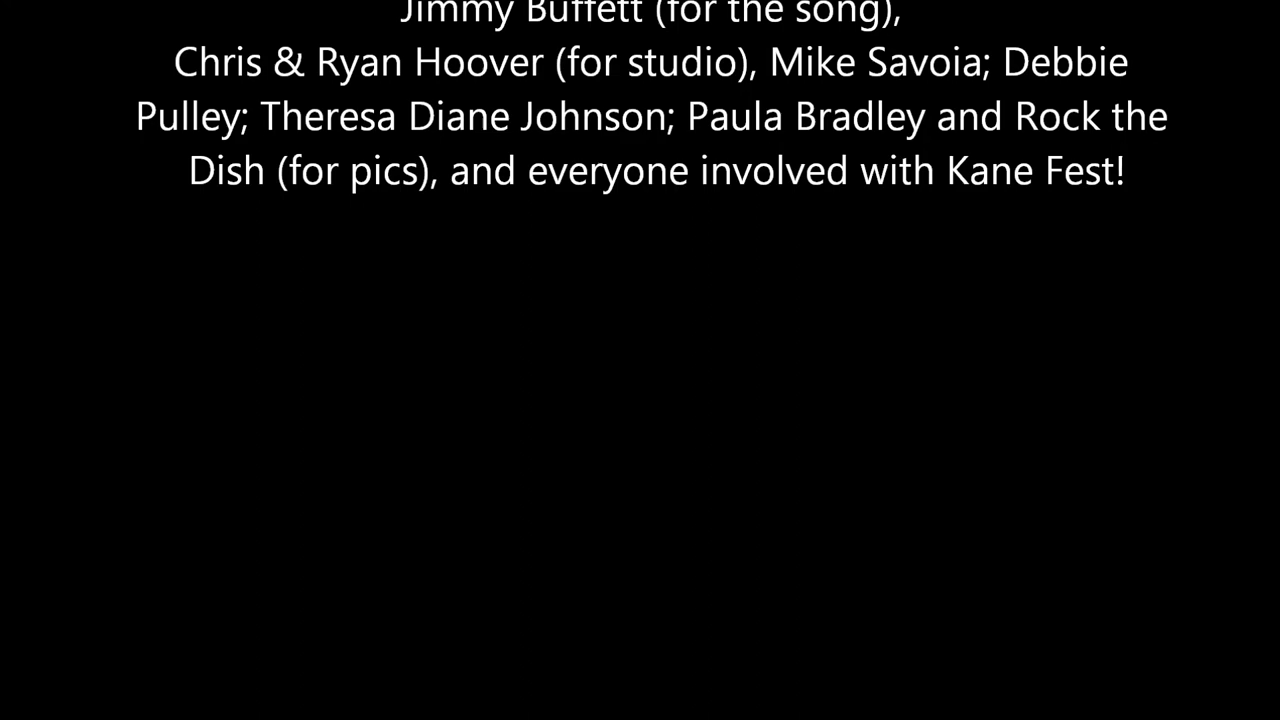 Jimmy Buffett (for the song),
Chris & Ryan Hoover (for studio), Mike Savoia; Debbie
Pulley; Theresa Diane Johnson; Paula Bradley and Rock the
Dish (for pics), and everyone involved with Kane Fest!